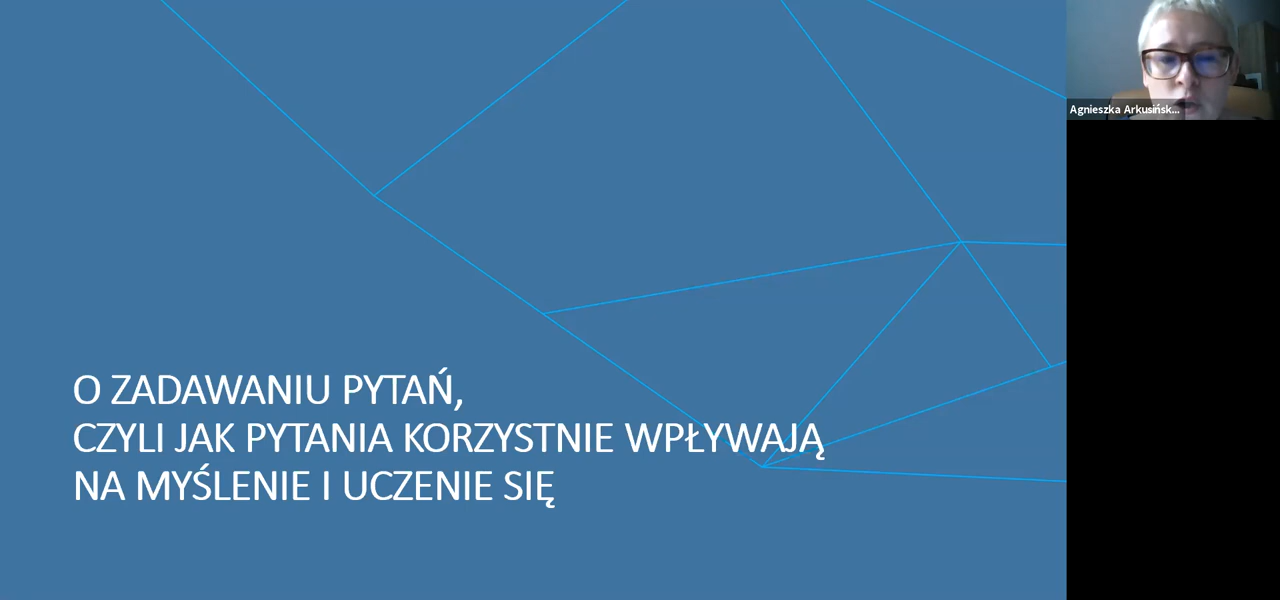 O ZADAWANIU PYTAŃ,
CZYLI JAK PYTANIA KORZYSTNIE WPŁYWAJĄ
NA MYŚLENIE I UCZENIE SIĘ
Agnieszka Arkusińsk...